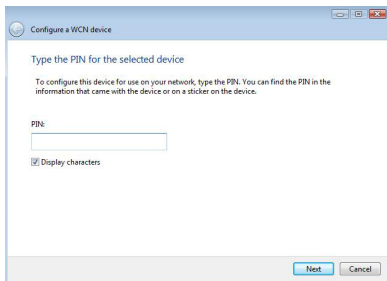 Configure a WCN device
Type the PIN for the selected device
To configure this device for use on your network, type the PIN. You can find the PIN in the
information that came with the device or on a sticker on the device.
PIN:
Display characters
Next Cancel